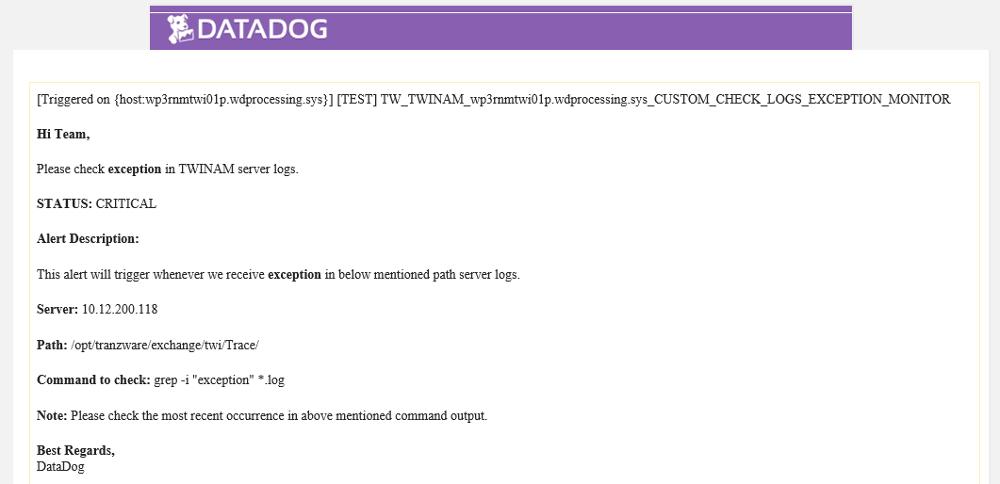 DATADOG
[Triggered on {host:wp3rnmtwi01p.wdprocessing.sys}] [TEST] TW_TWINAM_wp3rnmtwi01p.wdprocessing.sys_CUSTOM_CHECK_LOGS_EXCEPTION_MONITOR
Hi Team,
Please check exception in TWINAM server logs.
STATUS: CRITICAL
Alert Description:
This alert will trigger whenever we receive exception in below mentioned path server logs.
Server: 10.12.200.118
Path: /opt/tranzware/exchange/twi/Trace/
Command to check: grep -i "exception" *.log
Note: Please check the most recent occurrence in above mentioned command output.
Best Regards,
DataDog